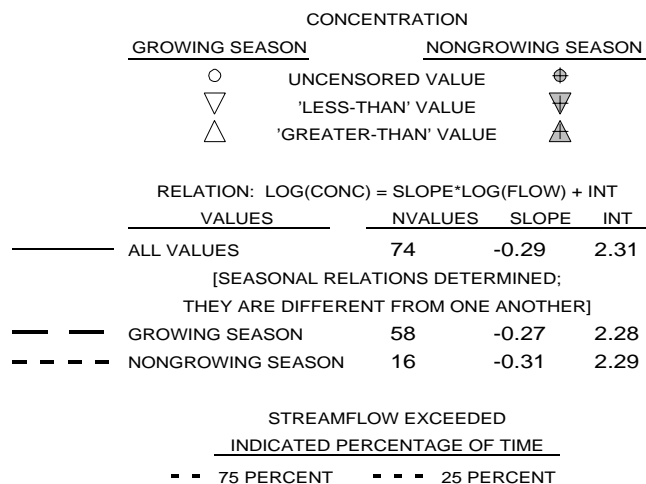 CONCENTRATION
GROWING SEASON NONGROWING SEASON
UNCENSORED VALUE
'LESS-THAN' VALUE
'GREATER-THAN' VALUE
RELATION: LOG(CONC) = SLOPE*LOG(FLOW) + INT
VALUES NVALUES SLOPE INT
ALL VALUES 74 -0.29 2.31
[SEASONAL RELATIONS DETERMINED;
THEY ARE DIFFERENT FROM ONE ANOTHER]
GROWING SEASON 58 -0.27 2.28
NONGROWING SEASON 16 -0.31 2.29
STREAMFLOW EXCEEDED
INDICATED PERCENTAGE OF TIME
75 PERCENT 25 PERCENT